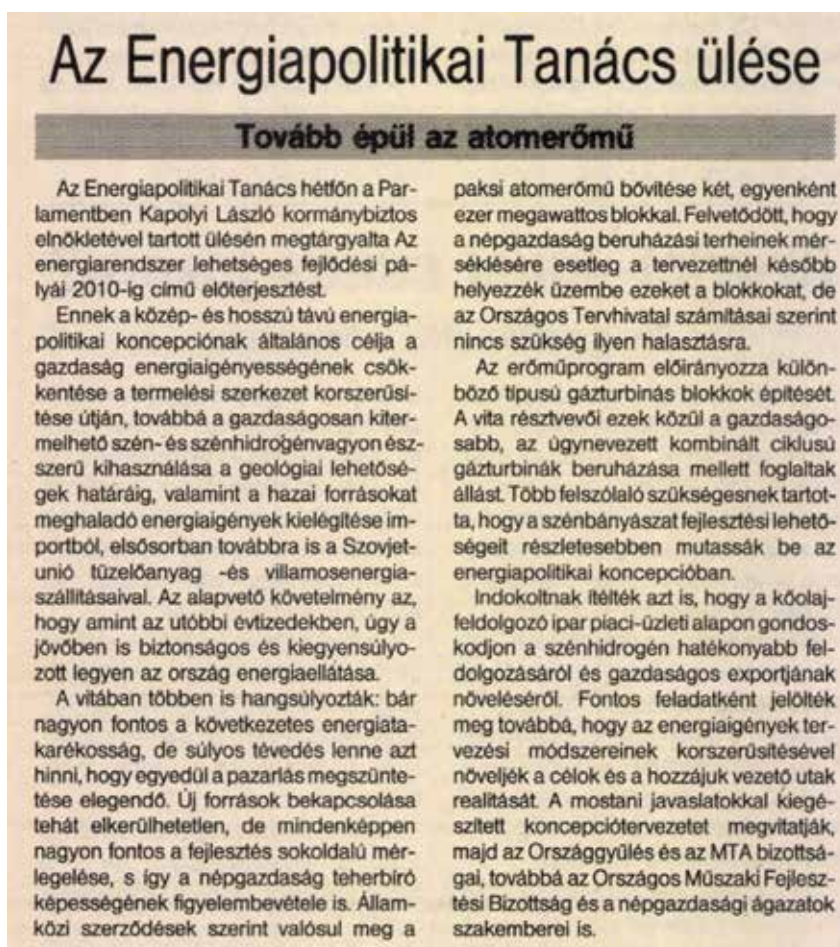 Az Energiapolitikai Tanács ülése
Tovább épül az atomerőmű
Az Energiapolitikai Tanács hétfőn a Par-
lamentben Kapolyi László kormánybiztos
elnökletével tartott ülésén megtárgyalta Az
energiarendszer lehetséges fejlődési pá-
lyái 2010-ig című előterjesztést.
Ennek a közép- és hosszú távú energia-
politikai koncepciónak általános célja a
gazdaság energiaigényességének csök-
kentése a termelési szerkezet korszerűsí-
tése útján, továbbá a gazdaságosan kiter-
melhető szén- és szénhidrogénvagyon ész-
szerű kihasználása a geológiai lehetősé-
gek határáig, valamint a hazai forrásokat
meghaladó energiaigények kielégítése im-
portból, elsősorban továbbra is a Szovjet-
unió tüzelőanyag -és villamosenergia-
szállításaival. Az alapvető követelmény az,
hogy amint az utóbbi évtizedekben, úgy a
jövőben is biztonságos és kiegyensúlyo-
zott legyen az ország energiaellátása.
A vitában többen is hangsúlyozták: bár
nagyon fontos a következetes energiata-
karékosság, de súlyos tévedés lenne azt
hinni, hogy egyedül a pazarlás megszünte-
tése elegendő. Új források bekapcsolása
tehát elkerülhetetlen, de mindenképpen
nagyon fontos a fejlesztés sokoldalú mér-
legelése, s így a népgazdaság teherbíró
képességének figyelembevétele is. Állam-
közi szerződések szerint valósul meg a
paksi atomerőmű bővítése két, egyenként
ezer megawattos blokkal. Felvetődött, hogy
a népgazdaság beruházási terheinek mér-
séklésére esetleg a tervezettnél később
helyezzék üzembe ezeket a blokkokat, de
az Országos Tervhivatal számításai szerint
nincs szükség ilyen halasztásra.
Az erőműprogram előirányozza külön-
böző típusú gázturbinás blokkok építését.
A vita résztvevői ezek közül a gazdaságo-
sabb, az úgynevezett kombinált ciklusú
gázturbinák beruházása mellett foglaltak
állást. Több felszólaló szükségesnek tartot-
ta, hogy a szénbányászat fejlesztési lehető-
ségeit részletesebben mutassák be az
energiapolitikai koncepcióban.
Indokoltnak ítélték azt is, hogy a kőolaj-
feldolgozó ipar piaci-üzleti alapon gondos-
kodjon a szénhidrogén hatékonyabb fel-
dolgozásáról és gazdaságos exportjának
növeléséről. Fontos feladatként jelölték
meg továbbá, hogy az energiaigények ter-
vezési módszereinek korszerűsítésével
növeljék a célok és a hozzájuk vezető utak
realitását. A mostani javaslatokkal kiegé-
szített koncepciótervezetet megvitatják,
majd az Országgyűlés és az MTA bizottsá-
gai, továbbá az Országos Műszaki Fejlesz-
tési Bizottság és a népgazdasági ágazatok
szakemberei is.